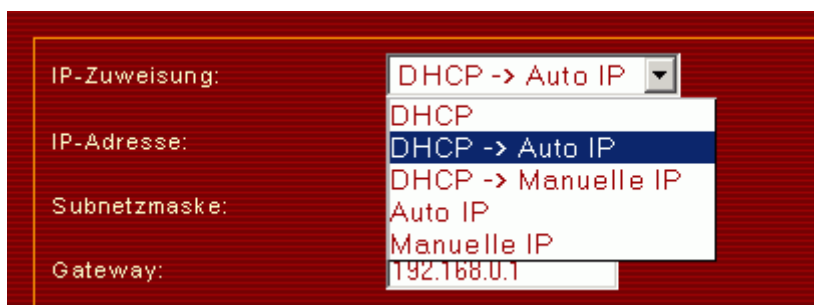 IP-Zuweisung: DHCP -> Auto IP
DHCP
IP-Adresse: DHCP -> Auto IP
DHCP -> Manuelle IP
Subnetzmaske: Auto IP
Manuelle IP
Gateway: 192.168.0.1